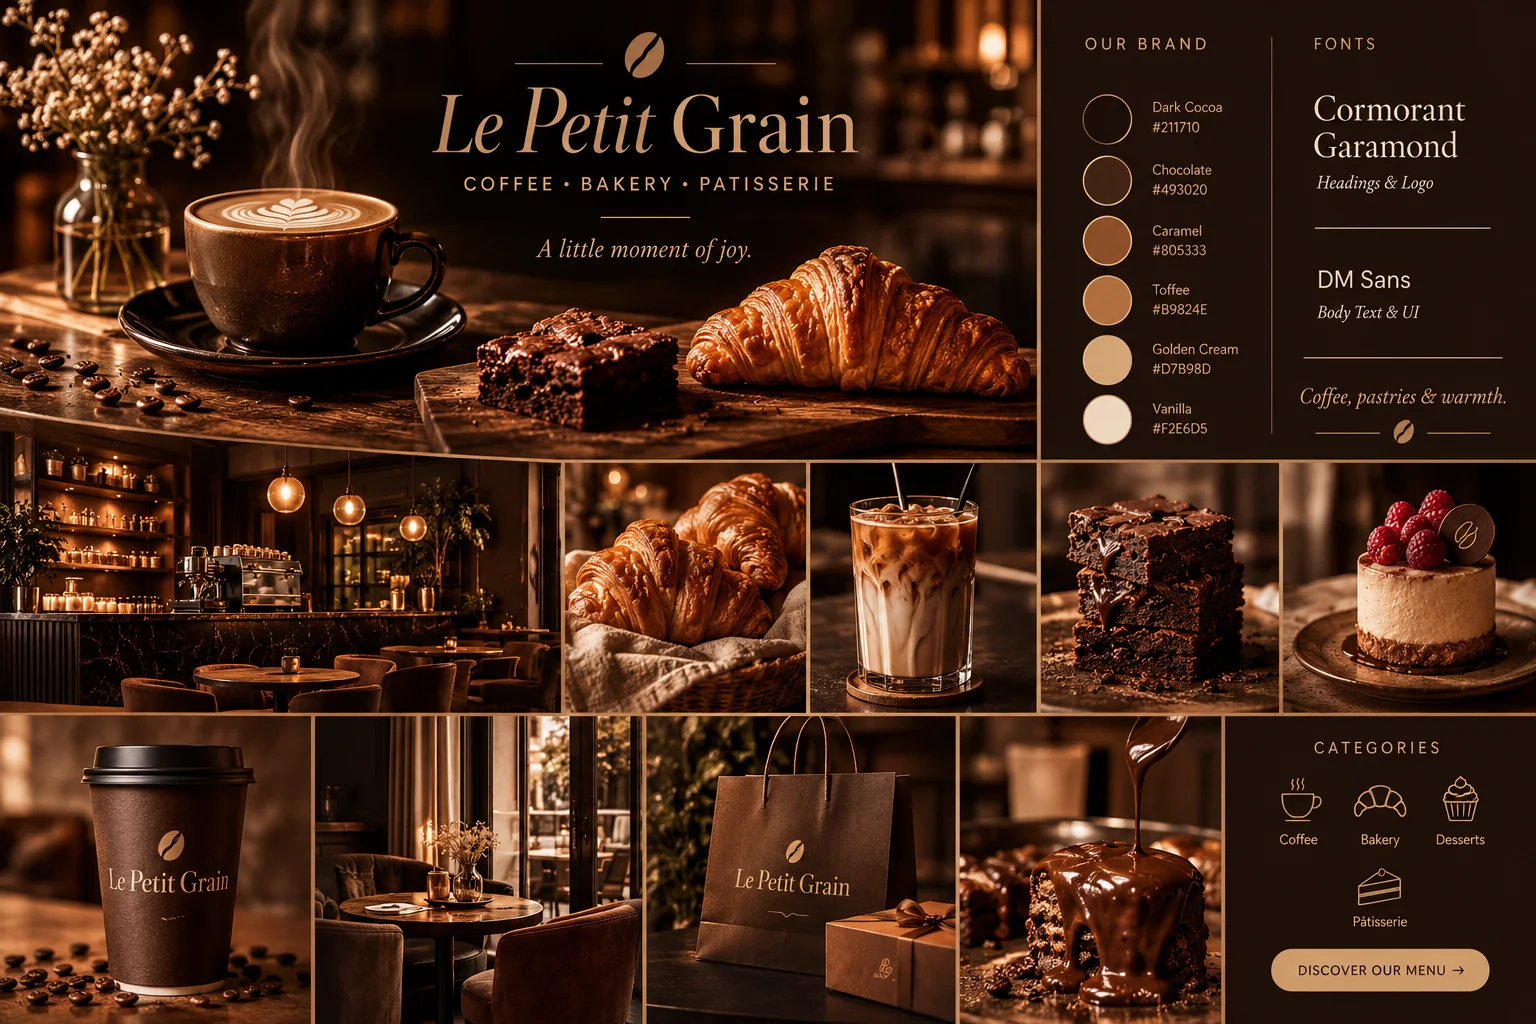 Le Petit Grain
COFFEE • BAKERY • PATISSERIE
A little moment of joy.
OUR BRAND
Dark Cocoa
#211710
Chocolate
#493020
Caramel
#805333
Toffee
#B9824E
Golden Cream
#D7B98D
Vanilla
#F2E6D5
FONTS
Cormorant
Garamond
Headings & Logo
DM Sans
Body Text & UI
Coffee, pastries & warmth.
Le Petit Grain
Le Petit Grain
CATEGORIES
Coffee
Bakery
Desserts
Pâtisserie
DISCOVER OUR MENU →